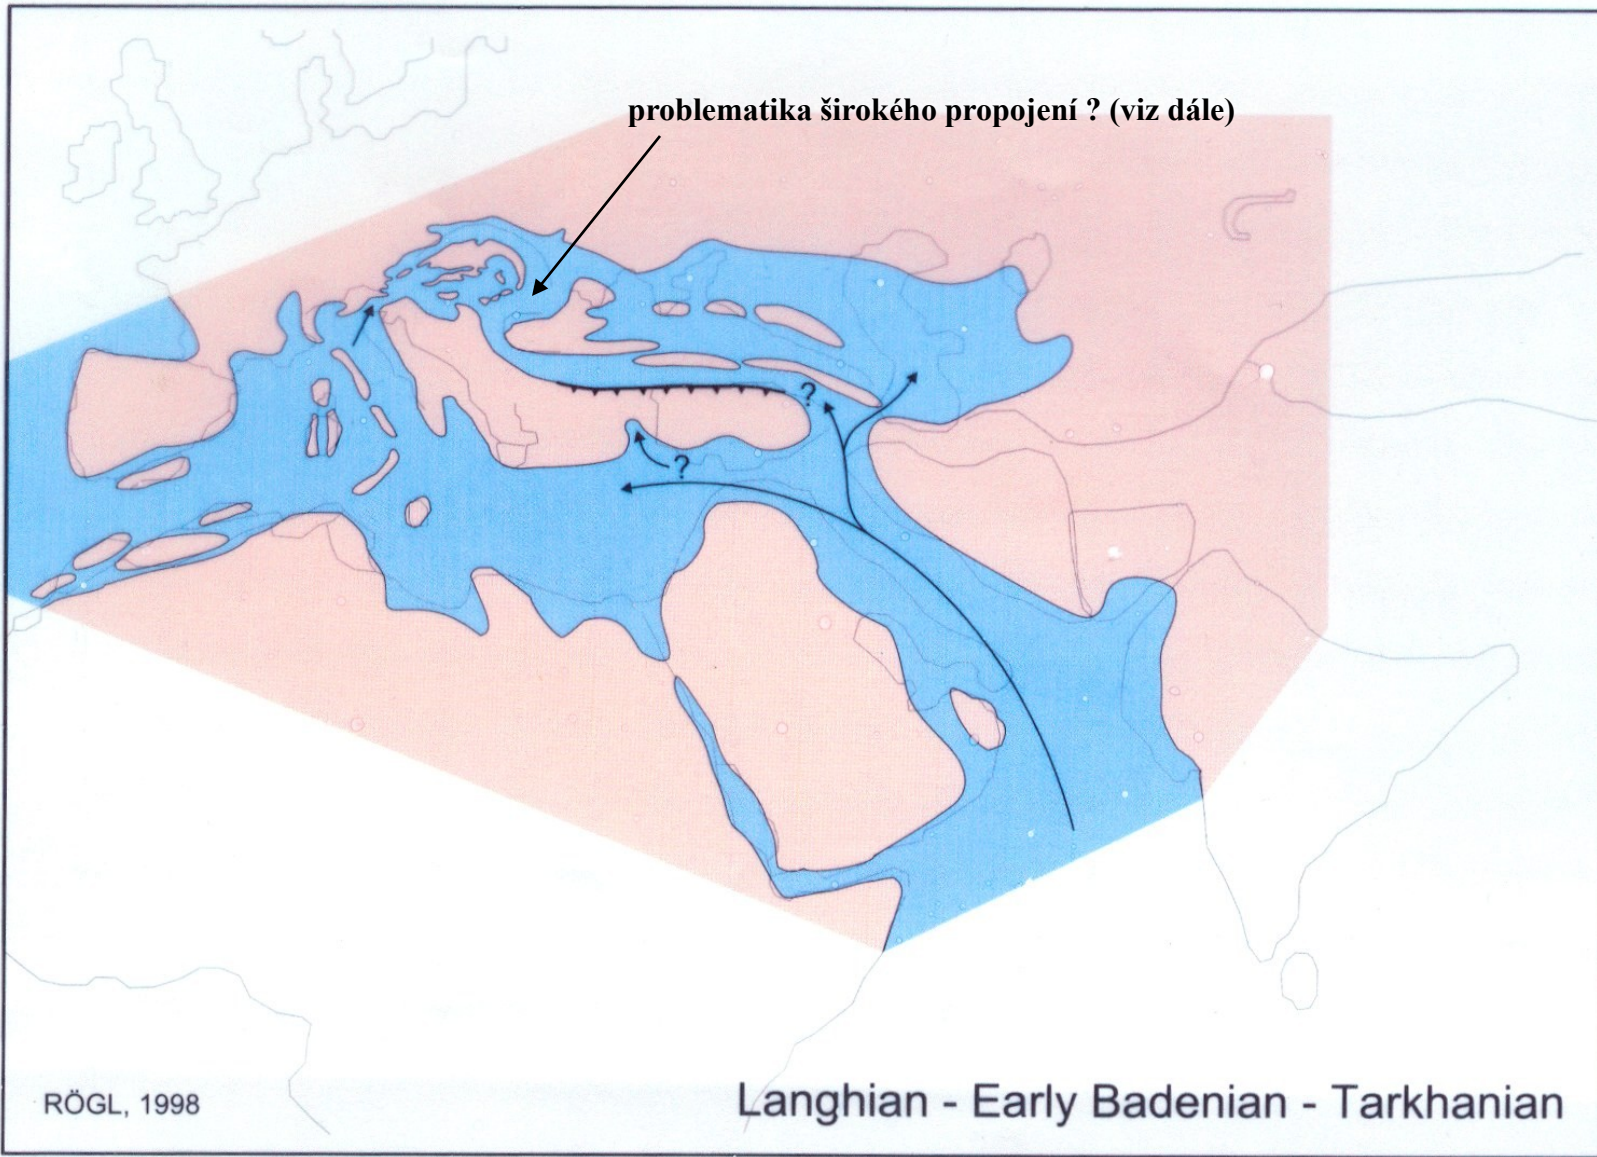 problematika širokého propojení ? (viz dále)
?
?
RÖGL, 1998
Langhian - Early Badenian - Tarkhanian